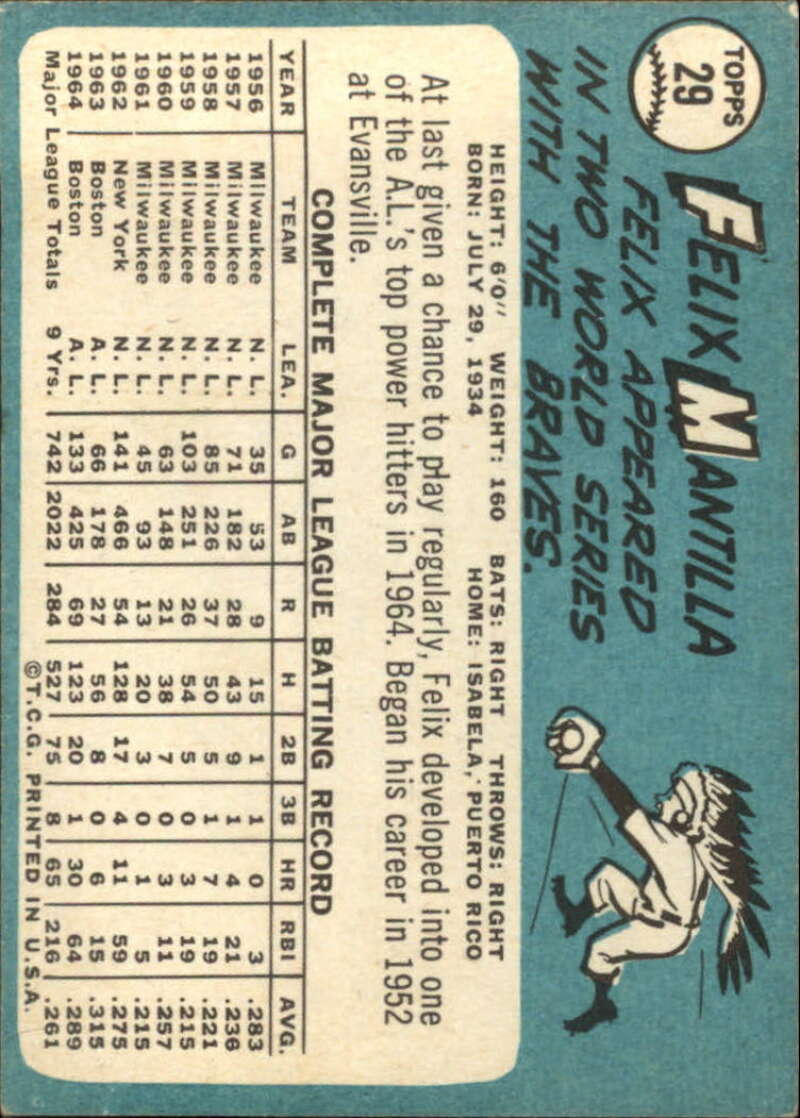 TOPPS
29
FELIX MANTILLA
FELIX APPEARED
IN TWO WORLD SERIES
WITH THE BRAVES.
HEIGHT: 6'0" WEIGHT: 160 BATS: RIGHT THROWS: RIGHT
BORN: JULY 29, 1934 HOME: ISABELA, PUERTO RICO
At last given a chance to play regularly, Felix developed into one
of the A.L.'s top power hitters in 1964. Began his career in 1952
at Evansville.
COMPLETE MAJOR LEAGUE BATTING RECORD
YEAR TEAM LEA. G AB R H 2B 3B HR RBI AVG.
1956 Milwaukee N. L. 35 53 9 15 1 1 0 3 .283
1957 Milwaukee N. L. 71 182 28 43 9 1 4 21 .236
1958 Milwaukee N. L. 85 226 37 50 5 1 7 19 .221
1959 Milwaukee N. L. 103 251 26 54 5 0 3 19 .215
1960 Milwaukee N. L. 63 148 21 38 7 0 3 11 .257
1961 Milwaukee N. L. 45 93 13 20 3 0 1 5 .215
1962 New York N. L. 141 466 54 128 17 4 11 59 .275
1963 Boston A. L. 66 178 27 56 8 0 6 15 .315
1964 Boston A. L. 133 425 69 123 20 1 30 64 .289
Major League Totals 9 Yrs. 742 2022 284 527 75 8 65 216 .261
©T.C.G. PRINTED IN U.S.A.